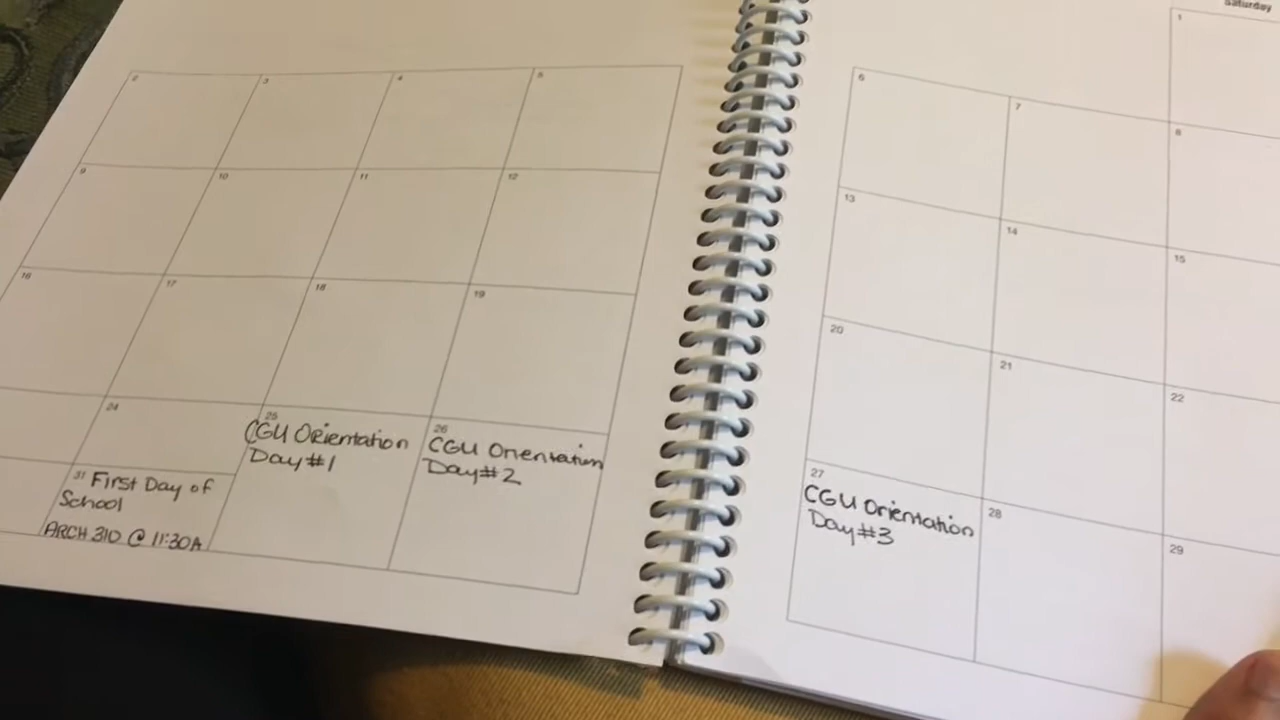 Saturday
1
2
3
4
5
6
7
8
9
10
11
12
13
14
15
16
17
18
19
20
21
22
24
25
CGU Orientation
Day #1
26
CGU Orientation
Day #2
27
CGU Orientation
Day #3
28
29
31 First Day of
School
ARCH 310 @ 11:30A